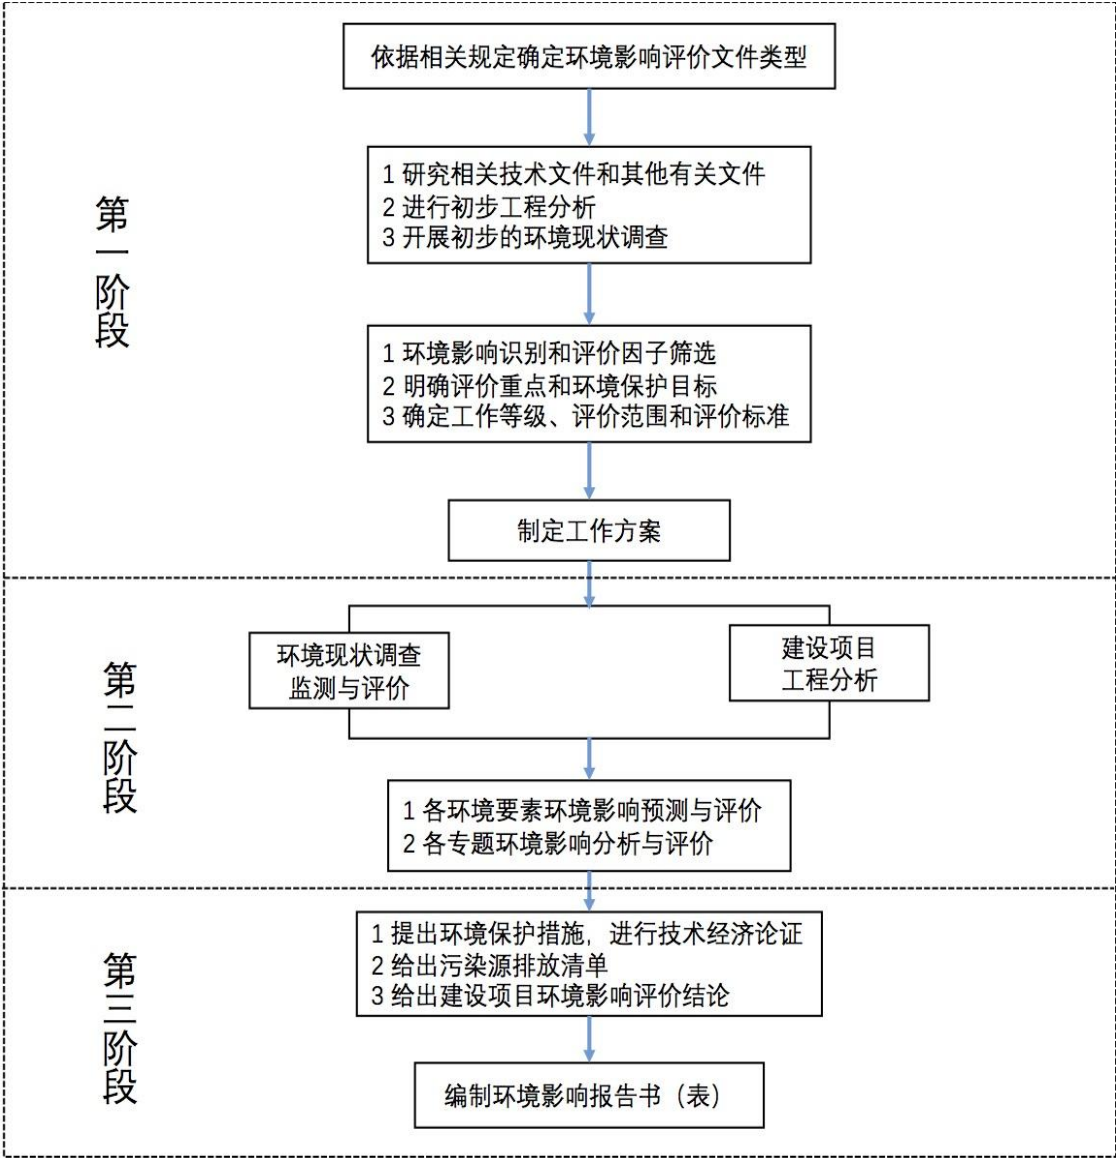 依据相关规定确定环境影响评价文件类型
第一阶段
1 研究相关技术文件和其他有关文件
2 进行初步工程分析
3 开展初步的环境现状调查
1 环境影响识别和评价因子筛选
2 明确评价重点和环境保护目标
3 确定工作等级、评价范围和评价标准
制定工作方案
第二阶段
环境现状调查
监测与评价
建设项目
工程分析
1 各环境要素环境影响预测与评价
2 各专题环境影响分析与评价
第三阶段
1 提出环境保护措施，进行技术经济论证
2 给出污染源排放清单
3 给出建设项目环境影响评价结论
编制环境影响报告书（表）